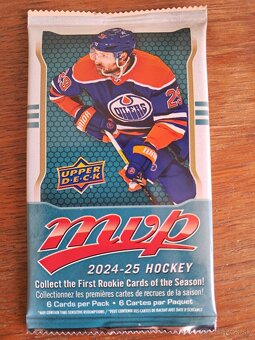 OILERS
29
UPPER
DECK
mvp
2024-25 HOCKEY
Collect the First Rookie Cards of the Season!
Collectionnez les premières cartes de recrues de la saison!
6 Cards per Pack • 6 Cartes par Paquet